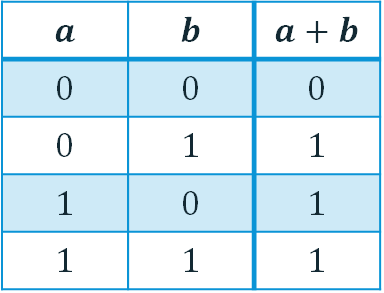 a b a + b
0 0 0
0 1 1
1 0 1
1 1 1